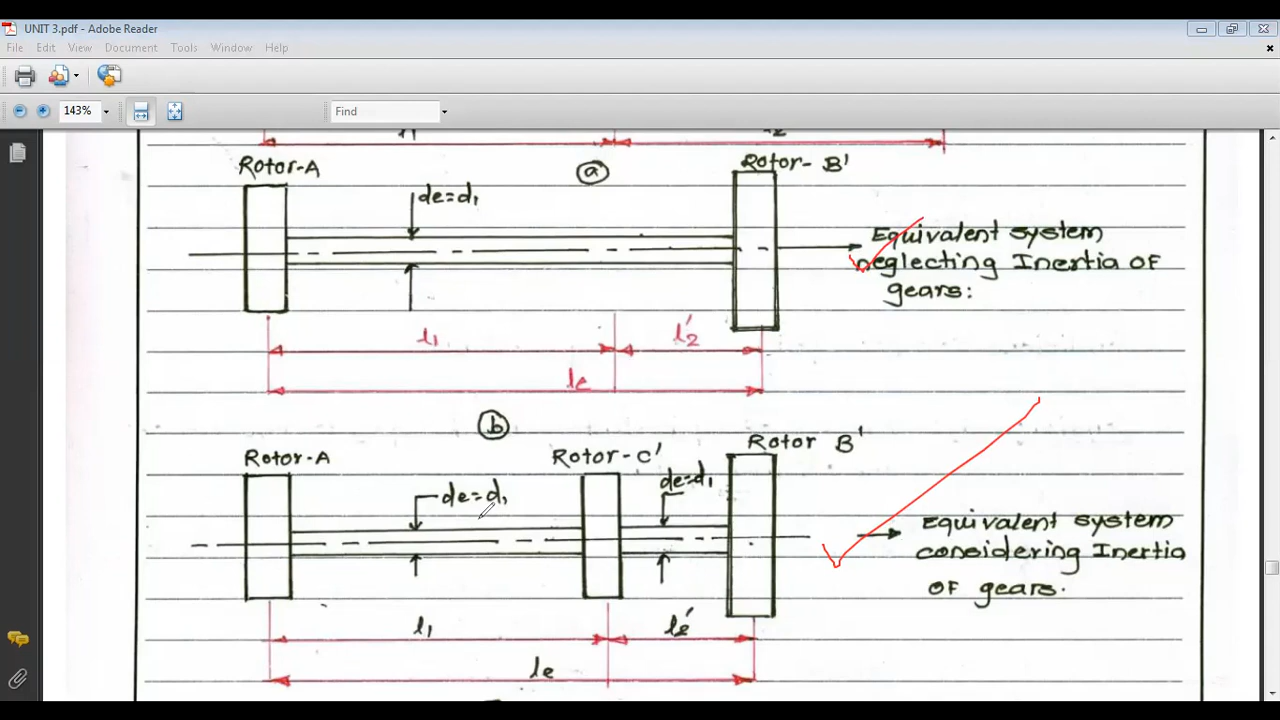 UNIT 3.pdf - Adobe Reader
File Edit View Document Tools Window Help
143%
Find
l1 l2
Rotor-A
a
Rotor- B'
de=d1
Equivalent system
neglecting Inertia OF
gears:
l1
l2'
le
b
Rotor-A
Rotor-C'
Rotor B'
de=d1
de=d1
Equivalent system
considering Inertia
OF gears.
l1
le'
le